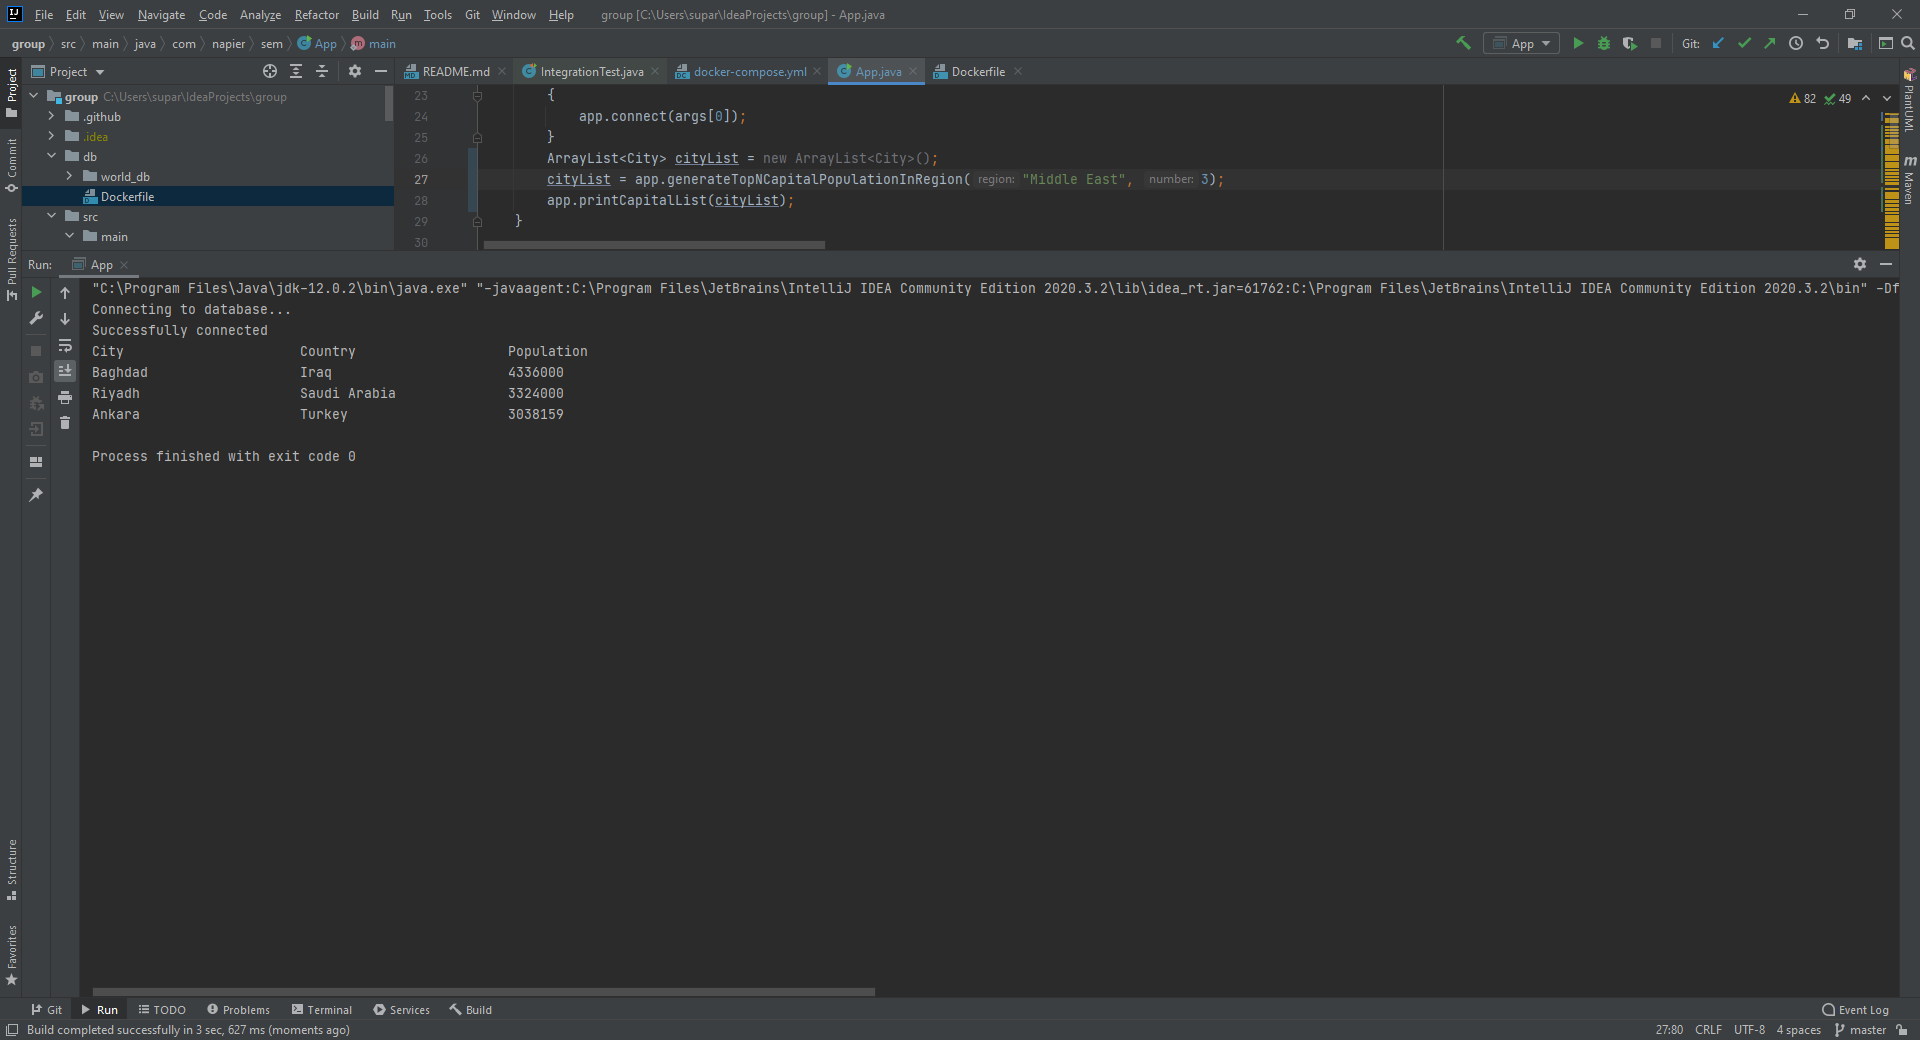 File Edit View Navigate Code Analyze Refactor Build Run Tools Git Window Help group [C:\Users\supar\IdeaProjects\group] - App.java
group src main java com napier sem App main App Git:
Project README.md IntegrationTest.java docker-compose.yml App.java Dockerfile
group C:\Users\supar\IdeaProjects\group
.github
.idea
db
world_db
Dockerfile
src
main
23 {
24 app.connect(args[0]);
25 }
26 ArrayList<City> cityList = new ArrayList<City>();
27 cityList = app.generateTopNCapitalPopulationInRegion( region: "Middle East", number: 3);
28 app.printCapitalList(cityList);
29 }
30
82 49
Project
Commit
Pull Requests
Structure
Favorites
PlantUML
Maven
Run: App
"C:\Program Files\Java\jdk-12.0.2\bin\java.exe" "-javaagent:C:\Program Files\JetBrains\IntelliJ IDEA Community Edition 2020.3.2\lib\idea_rt.jar=61762:C:\Program Files\JetBrains\IntelliJ IDEA Community Edition 2020.3.2\bin" -Df
Connecting to database...
Successfully connected
City Country Population
Baghdad Iraq 4336000
Riyadh Saudi Arabia 3324000
Ankara Turkey 3038159
Process finished with exit code 0
Git Run TODO Problems Terminal Services Build Event Log
Build completed successfully in 3 sec, 627 ms (moments ago) 27:80 CRLF UTF-8 4 spaces master